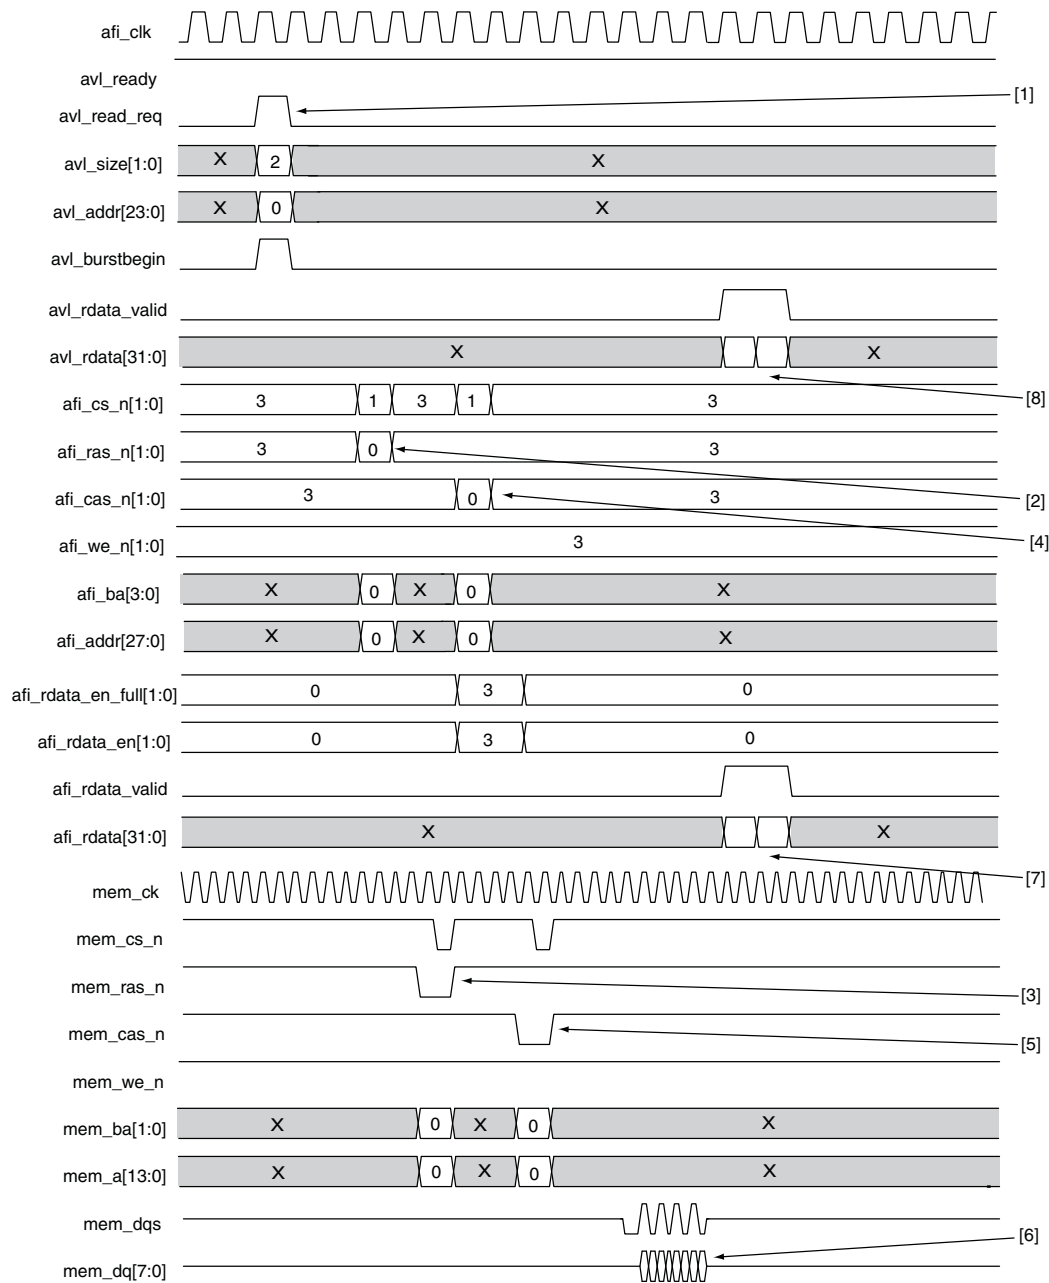 afi_clk
avl_ready
[1]
avl_read_req
avl_size[1:0] X 2 X
avl_addr[23:0] X 0 X
avl_burstbegin
avl_rdata_valid
avl_rdata[31:0] X X
[8]
afi_cs_n[1:0] 3 1 3 1 3
afi_ras_n[1:0] 3 0 3
afi_cas_n[1:0] 3 0 3
[2]
afi_we_n[1:0] 3
[4]
afi_ba[3:0] X 0 X 0 X
afi_addr[27:0] X 0 X 0 X
afi_rdata_en_full[1:0] 0 3 0
afi_rdata_en[1:0] 0 3 0
afi_rdata_valid
afi_rdata[31:0] X X
[7]
mem_ck
mem_cs_n
mem_ras_n
[3]
mem_cas_n
[5]
mem_we_n
mem_ba[1:0] X 0 X 0 X
mem_a[13:0] X 0 X 0 X
mem_dqs
[6]
mem_dq[7:0]